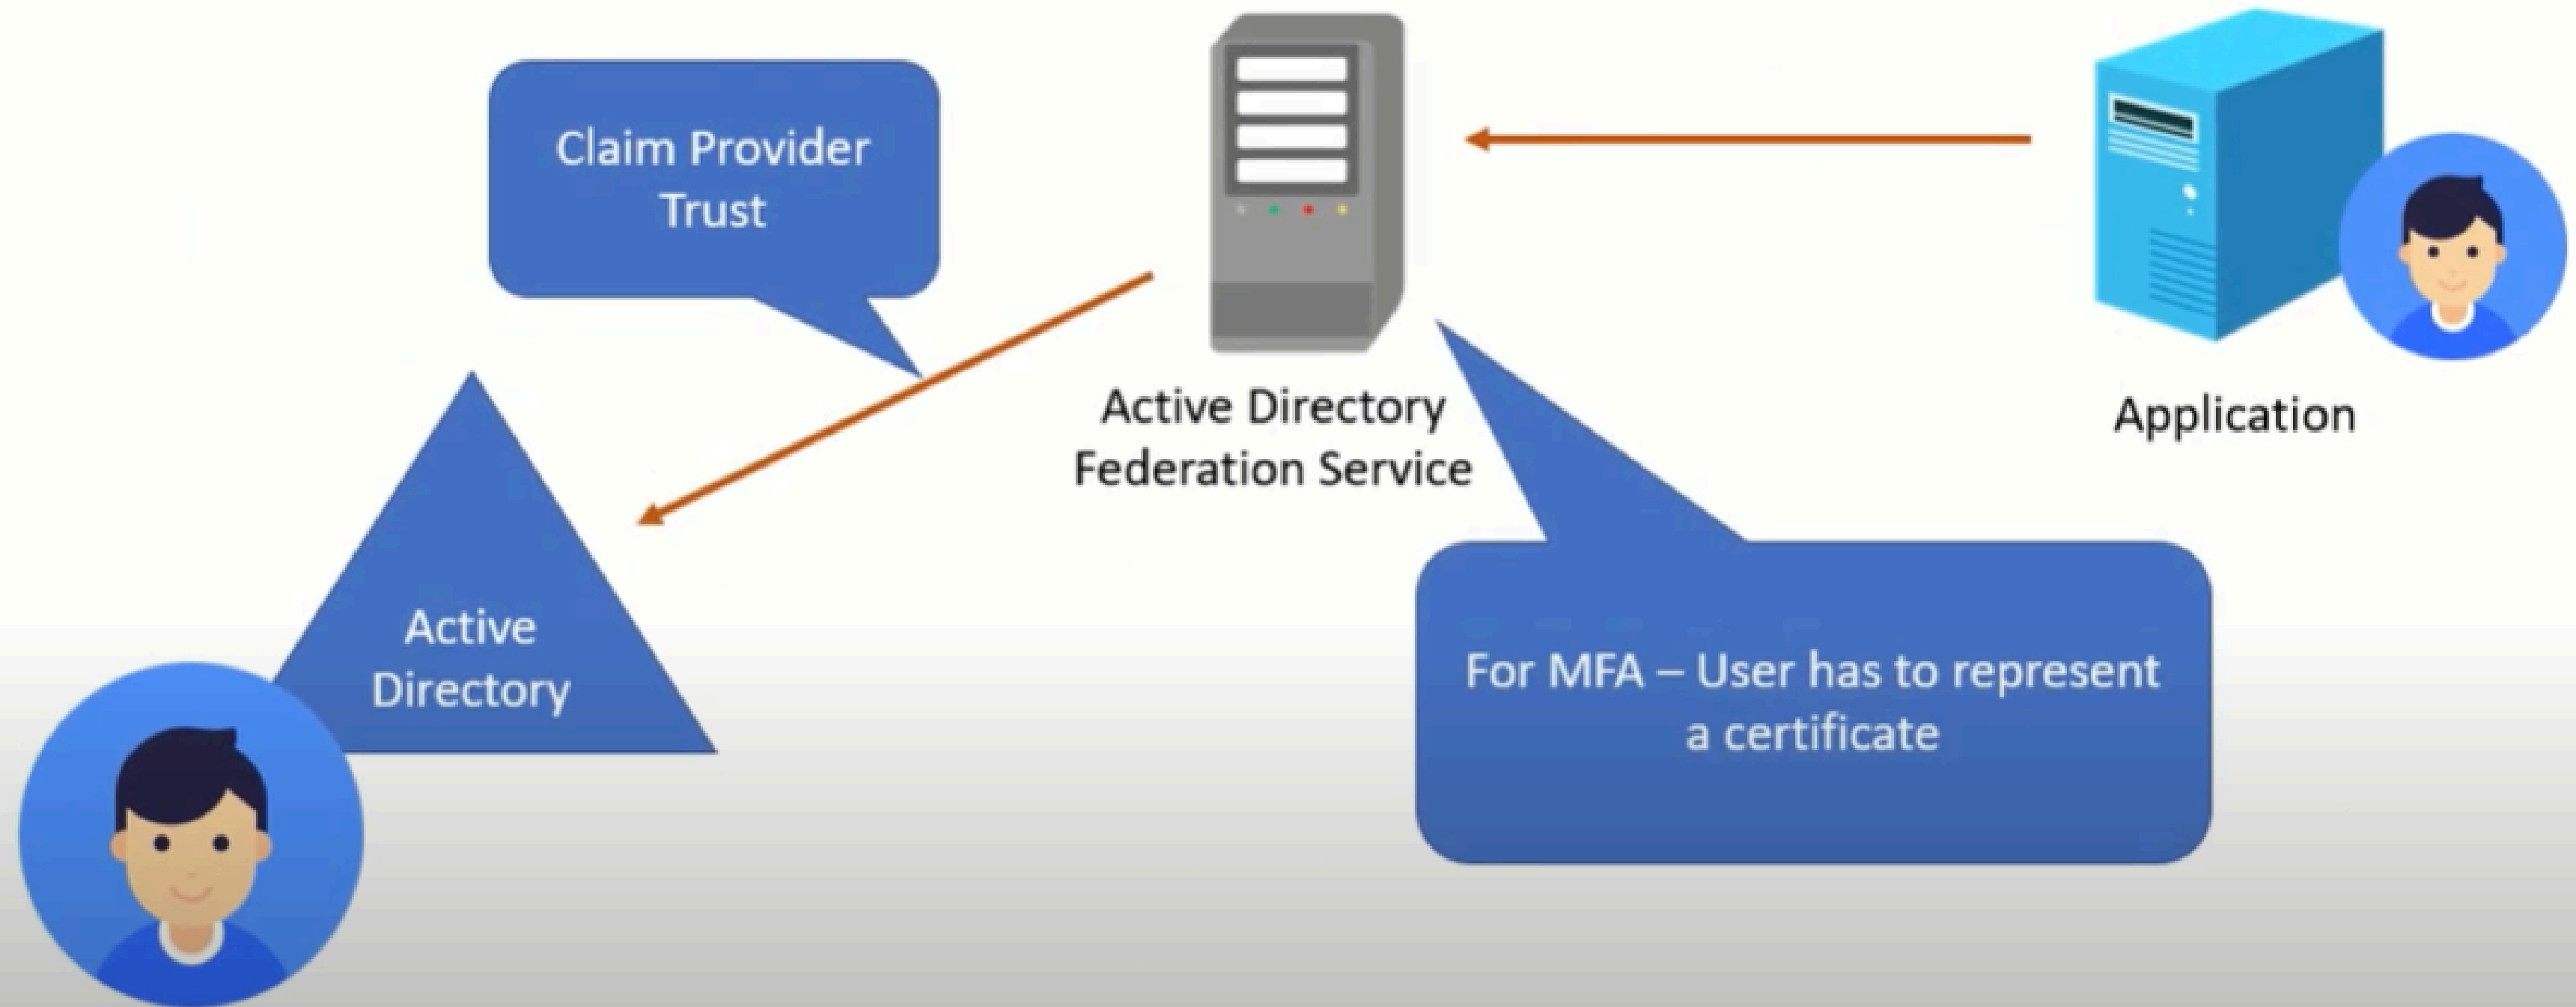 Claim Provider
Trust
Active Directory
Federation Service
Application
Active
Directory
For MFA – User has to represent
a certificate